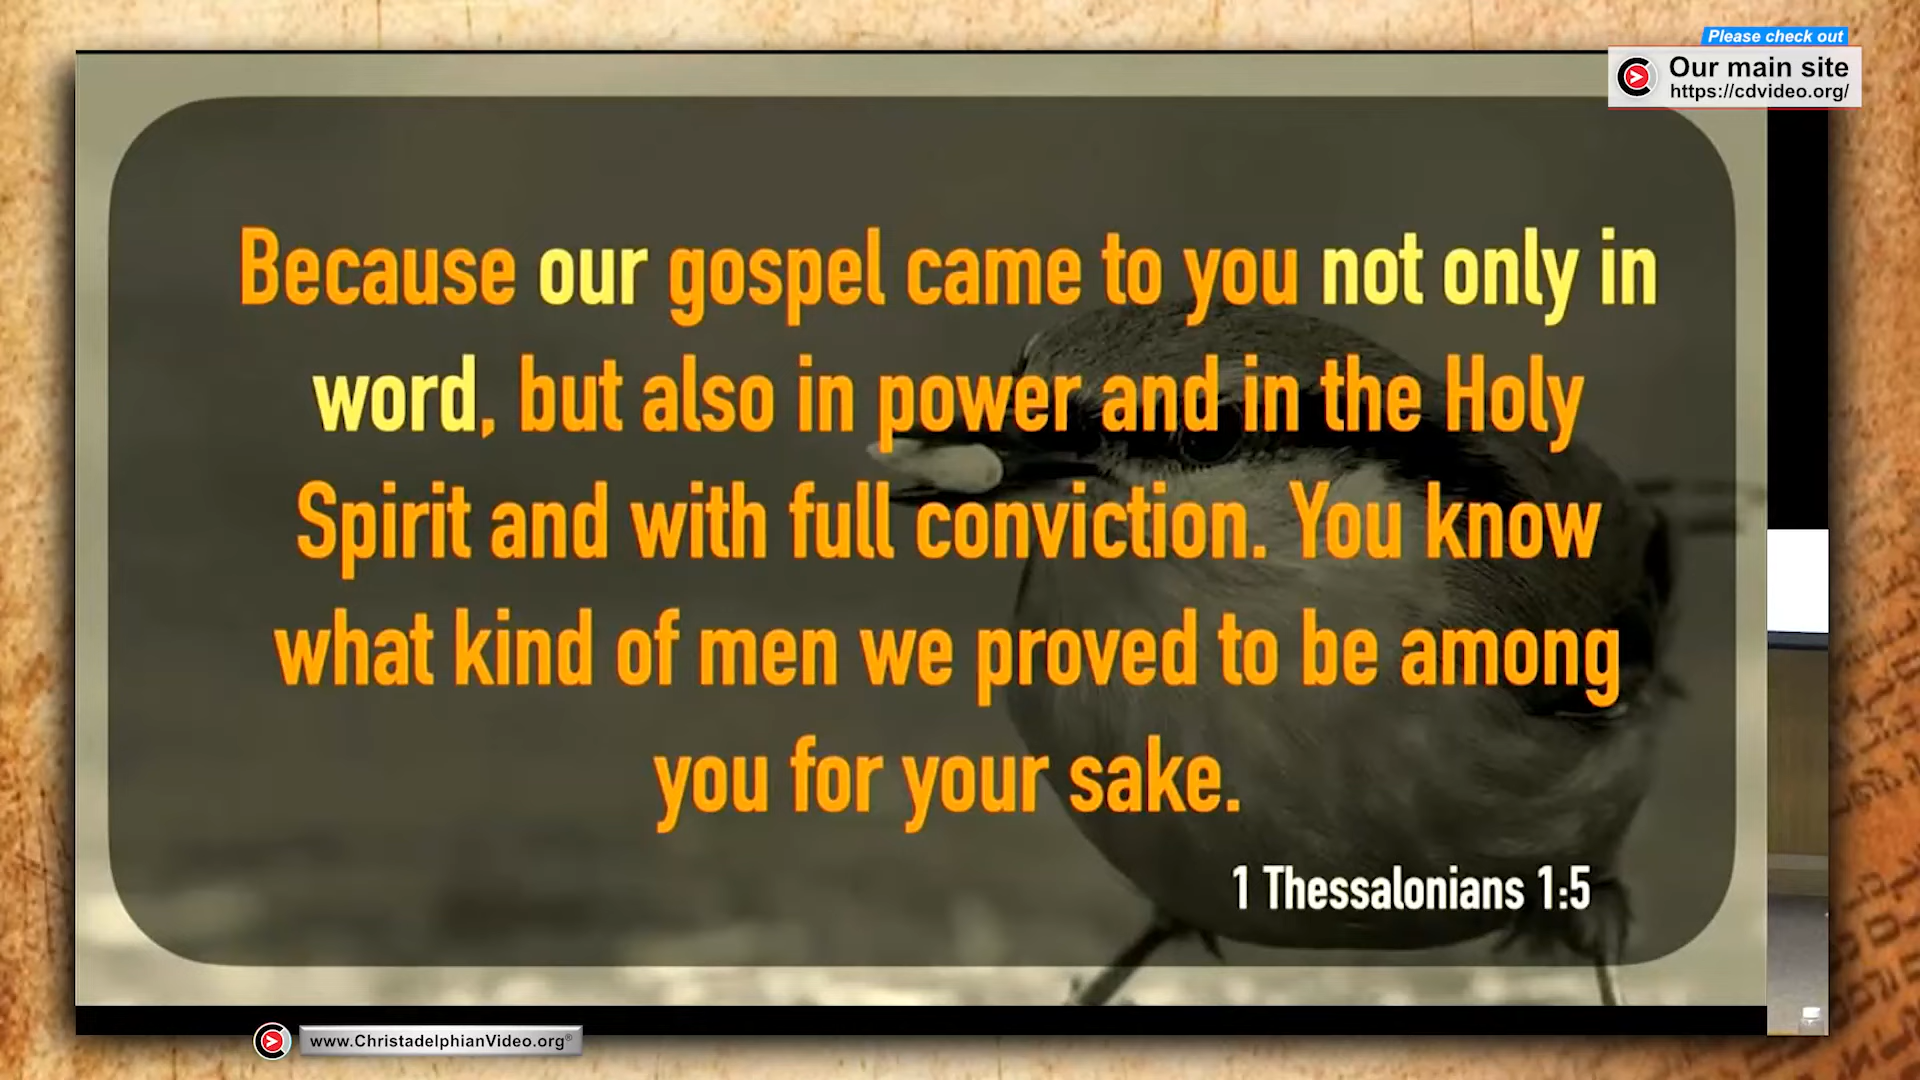 Please check out
Our main site
https://cdvideo.org/
Because our gospel came to you not only in
word, but also in power and in the Holy
Spirit and with full conviction. You know
what kind of men we proved to be among
you for your sake.
1 Thessalonians 1:5
www.ChristadelphianVideo.org®